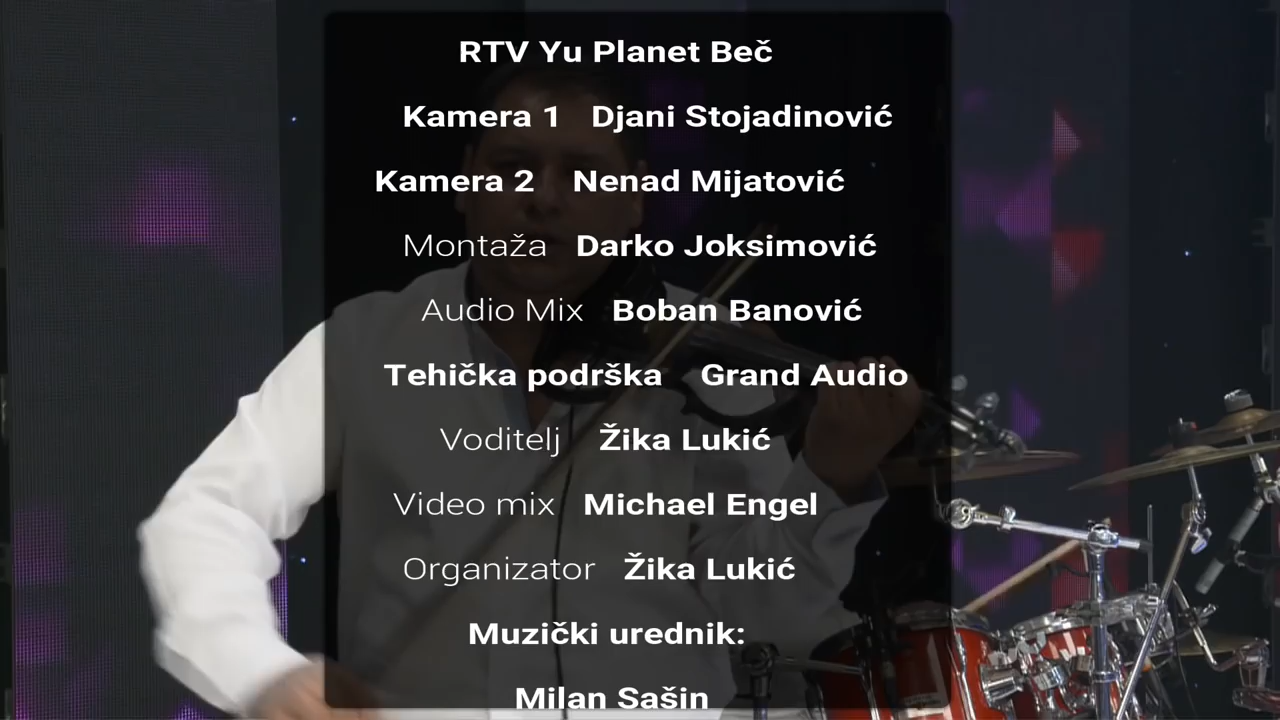 RTV Yu Planet Beč
Kamera 1 Djani Stojadinović
Kamera 2 Nenad Mijatović
Montaža Darko Joksimović
Audio Mix Boban Banović
Tehička podrška Grand Audio
Voditelj Žika Lukić
Video mix Michael Engel
Organizator Žika Lukić
Muzički urednik:
Milan Sašin